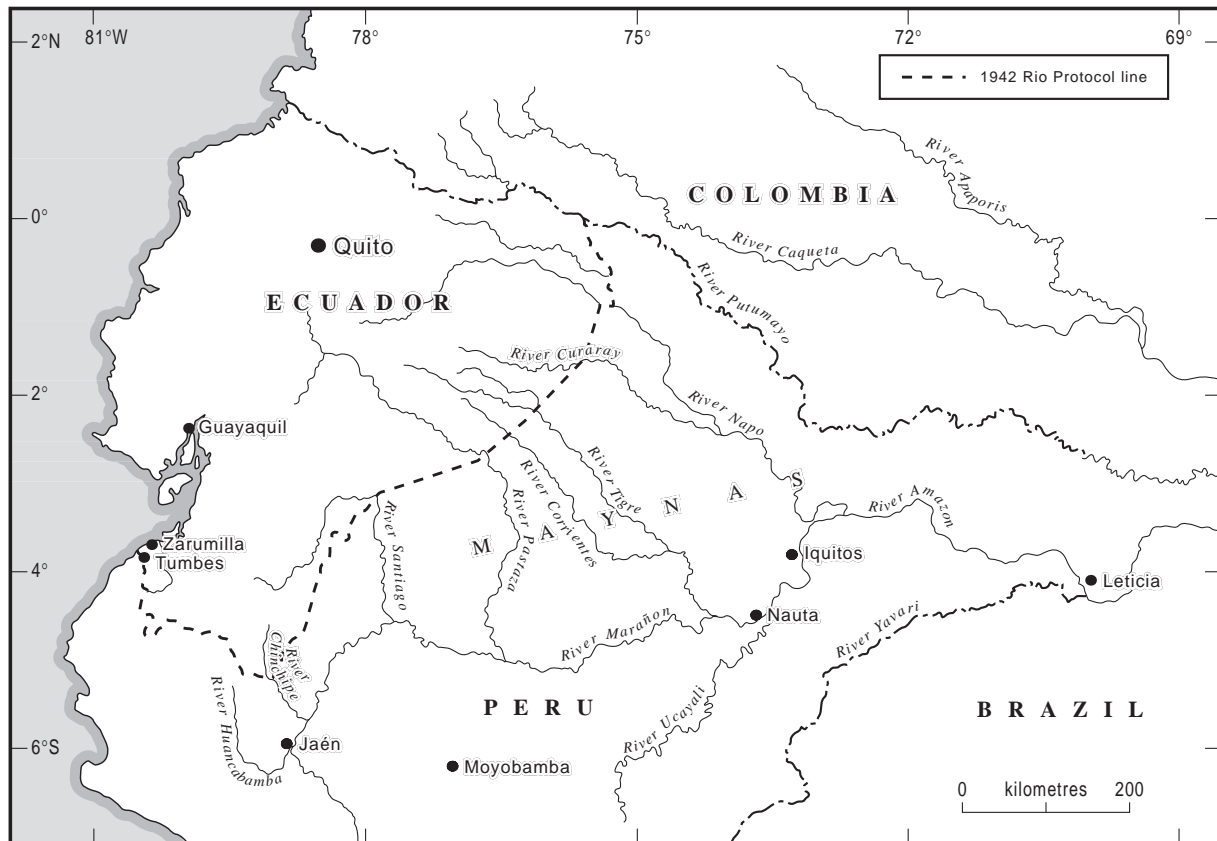 81°W 78 75 72 69°
2°N
1942 Rio Protocol line
River Apaporis
COLOMBIA
0°
Quito
River Caqueta
River Putumayo
ECUADOR
River Curaray
2°
River Napo
Guayaquil
River Tigre
River Corrientes
River Pastaza
MAYNAS
River Santiago
River Amazon
Zarumilla
Tumbes
Iquitos
4°
Leticia
Nauta
River Marañon
River Yavari
River
Chinchipe
River Huancabamba
PERU
River Ucayali
BRAZIL
6°S
Jaén
Moyobamba
0 kilometres 200